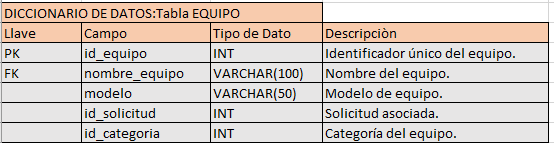 DICCIONARIO DE DATOS:Tabla EQUIPO
Llave Campo Tipo de Dato Descripciòn
PK id_equipo INT Identificador único del equipo.
FK nombre_equipo VARCHAR(100) Nombre del equipo.
modelo VARCHAR(50) Modelo de equipo.
id_solicitud INT Solicitud asociada.
id_categoria INT Categoría del equipo.